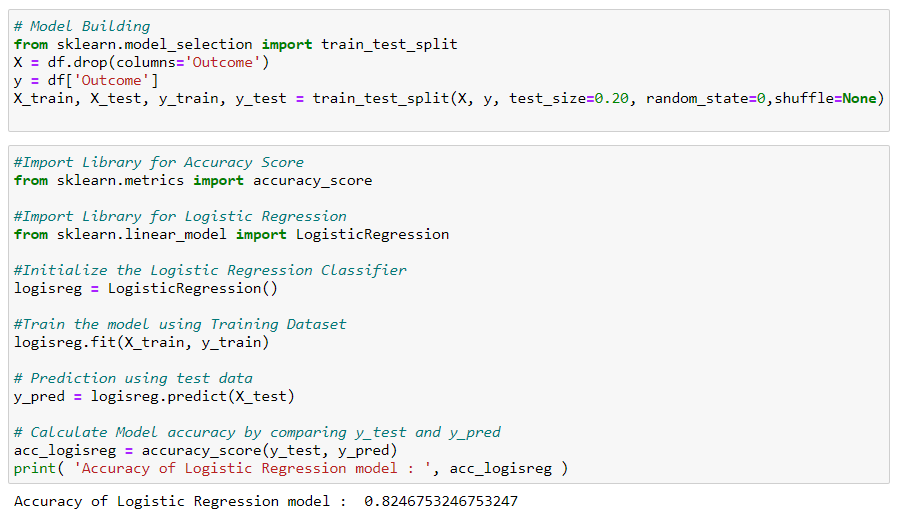 # Model Building
from sklearn.model_selection import train_test_split
X = df.drop(columns='Outcome')
y = df['Outcome']
X_train, X_test, y_train, y_test = train_test_split(X, y, test_size=0.20, random_state=0,shuffle=None)
#Import Library for Accuracy Score
from sklearn.metrics import accuracy_score
#Import Library for Logistic Regression
from sklearn.linear_model import LogisticRegression
#Initialize the Logistic Regression Classifier
logisreg = LogisticRegression()
#Train the model using Training Dataset
logisreg.fit(X_train, y_train)
# Prediction using test data
y_pred = logisreg.predict(X_test)
# Calculate Model accuracy by comparing y_test and y_pred
acc_logisreg = accuracy_score(y_test, y_pred)
print( 'Accuracy of Logistic Regression model : ', acc_logisreg )
Accuracy of Logistic Regression model :  0.8246753246753247